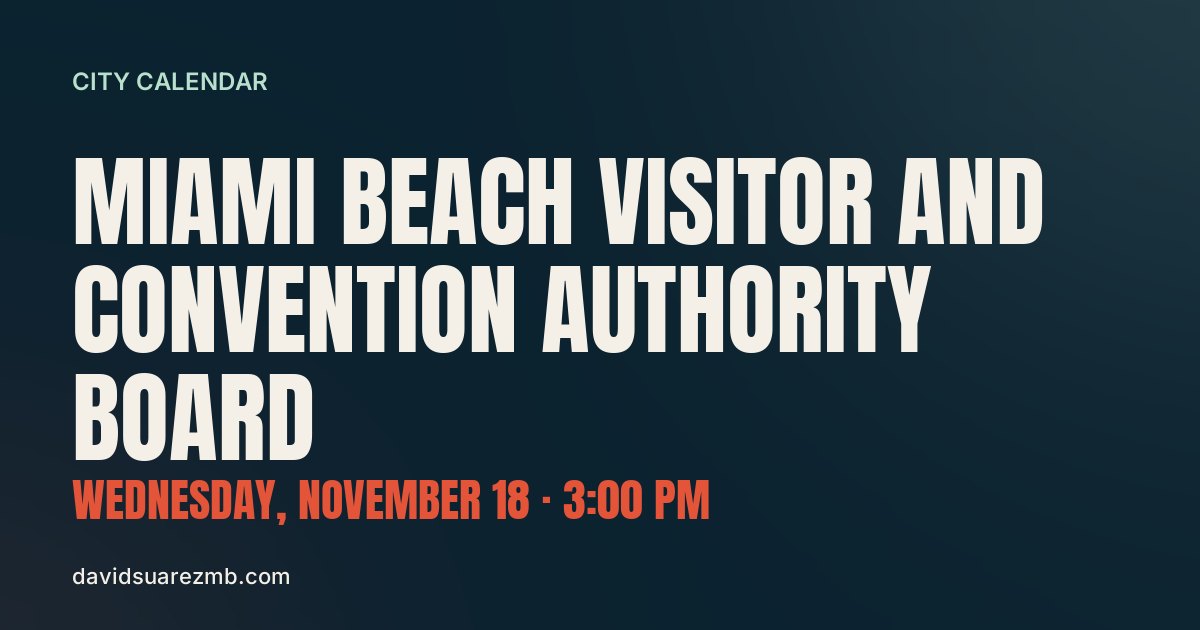 CITY CALENDAR
MIAMI BEACH VISITOR AND
CONVENTION AUTHORITY
BOARD
WEDNESDAY, NOVEMBER 18 · 3:00 PM
davidsuarezmb.com